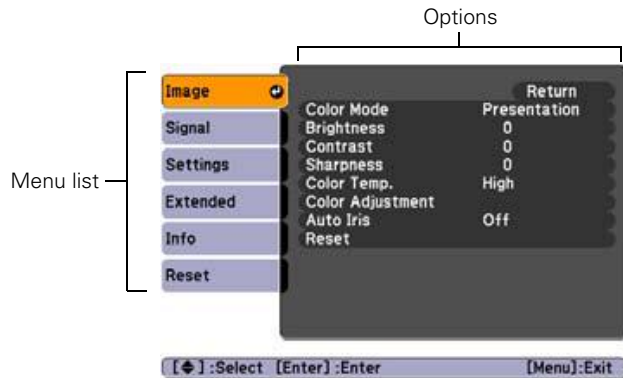 Options
Menu list
Image
Signal
Settings
Extended
Info
Reset
Return
Color Mode Presentation
Brightness 0
Contrast 0
Sharpness 0
Color Temp. High
Color Adjustment
Auto Iris Off
Reset
[◆] :Select [Enter] :Enter [Menu]:Exit